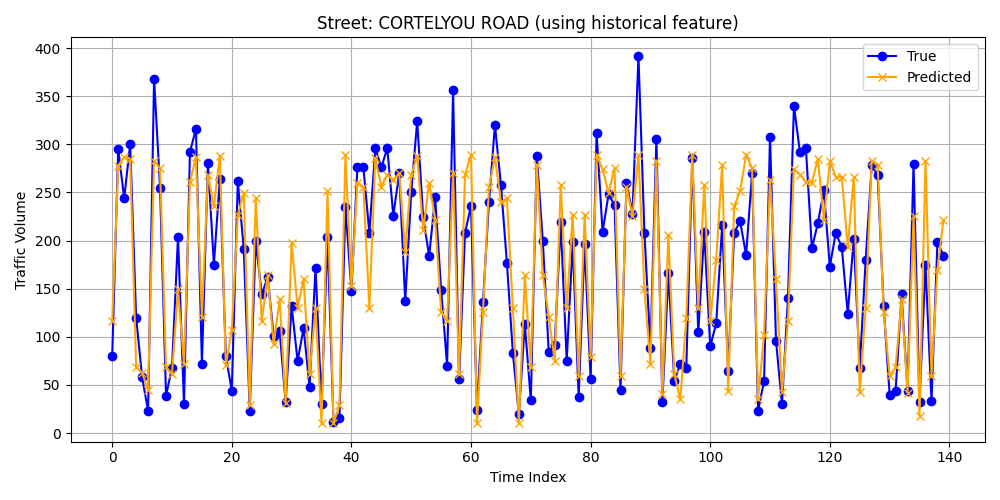 Street: CORTELYOU ROAD (using historical feature)
True
Predicted
Traffic Volume
400
350
300
250
200
150
100
50
0
0 20 40 60 80 100 120 140
Time Index